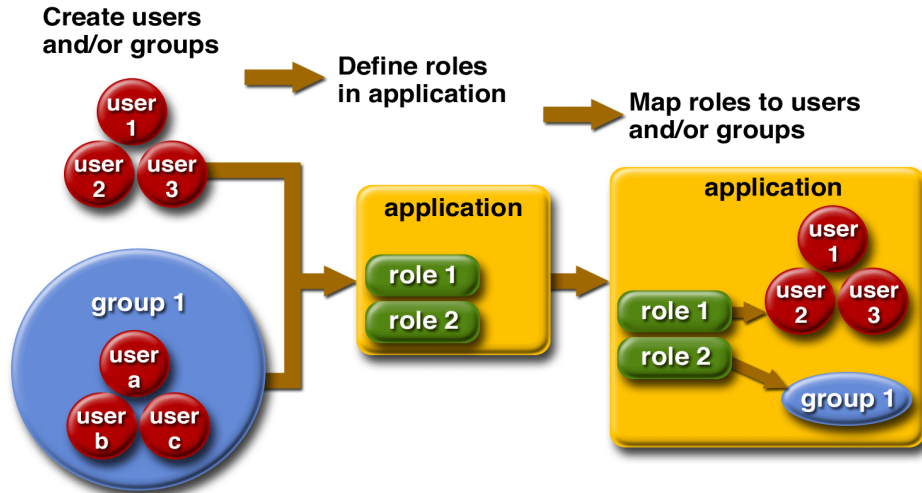 Create users
and/or groups
Define roles
in application
Map roles to users
and/or groups
user
1
user
2
user
3
group 1
user
a
user
b
user
c
application
role 1
role 2
application
user
1
user
2
user
3
role 1
role 2
group 1